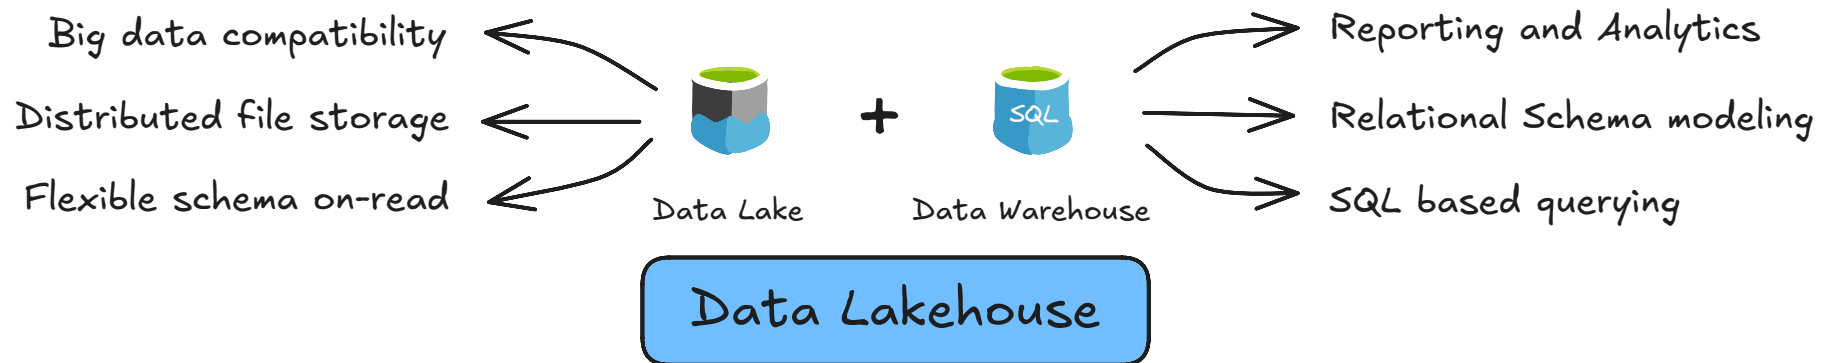 Big data compatibility
Distributed file storage
Flexible schema on-read
SQL
Data Lake
+
Data Warehouse
Reporting and Analytics
Relational Schema modeling
SQL based querying
Data Lakehouse